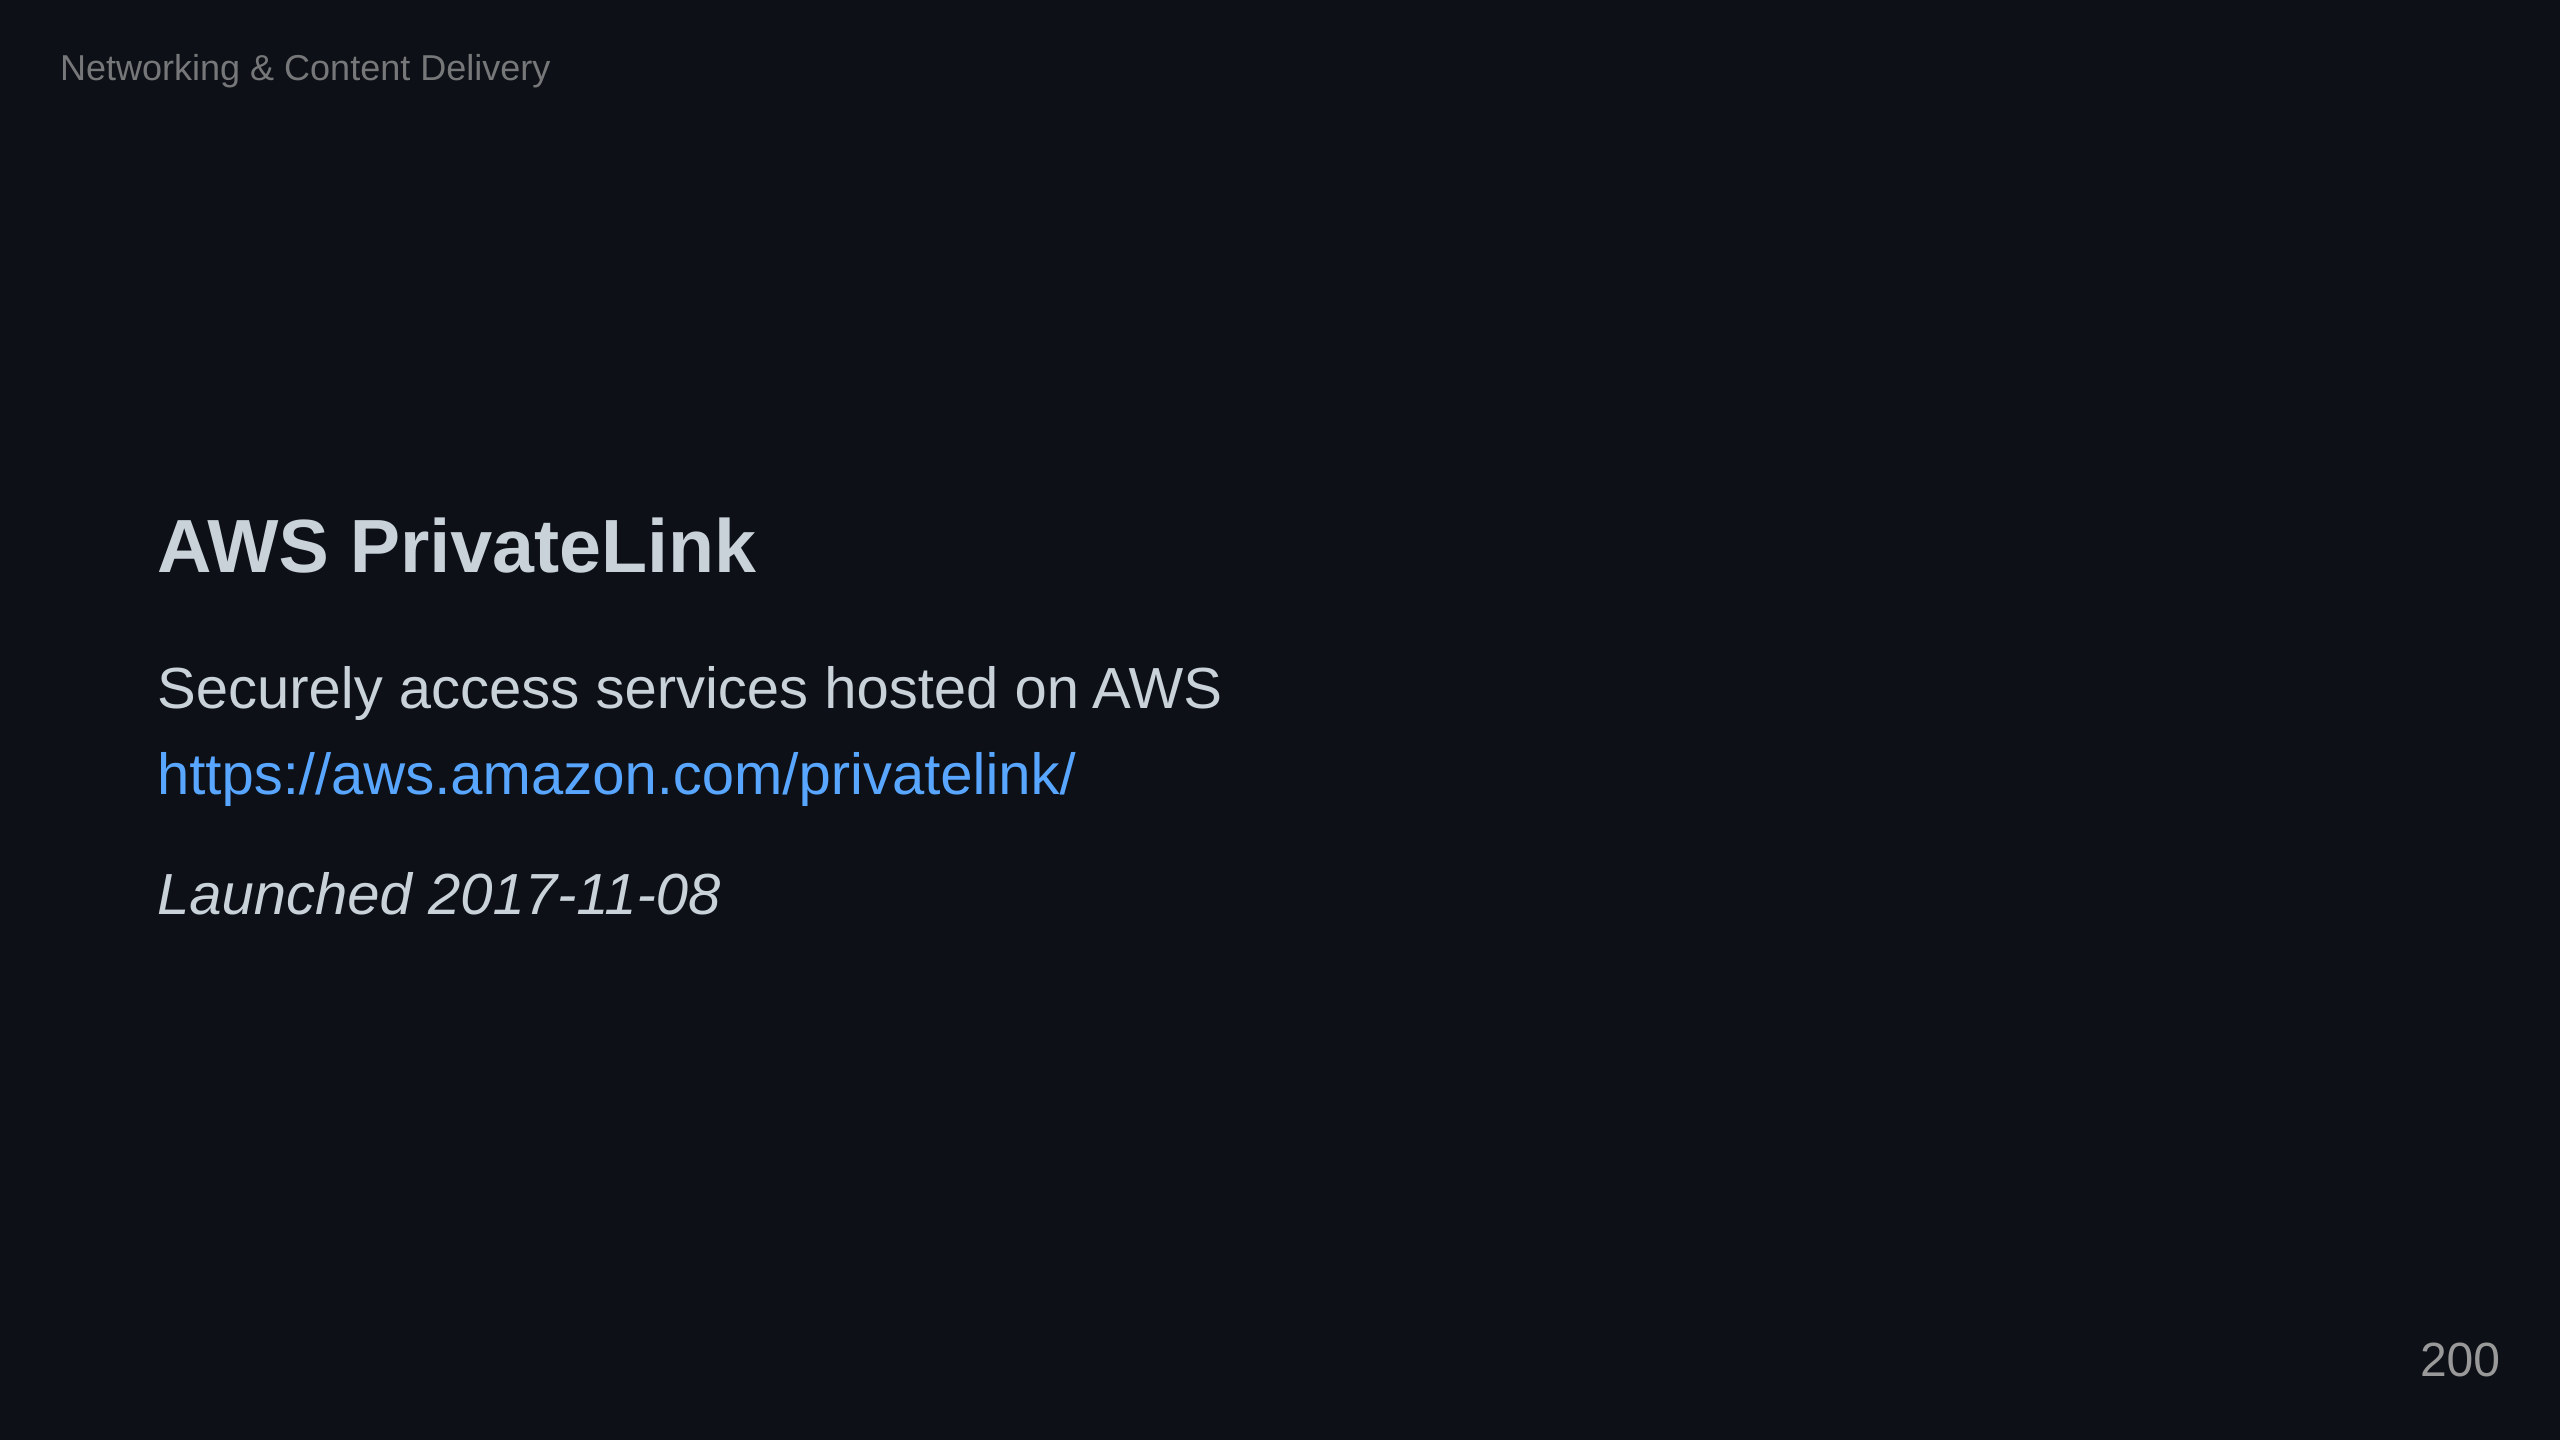 Networking & Content Delivery
AWS PrivateLink
Securely access services hosted on AWS
https://aws.amazon.com/privatelink/
Launched 2017-11-08
200